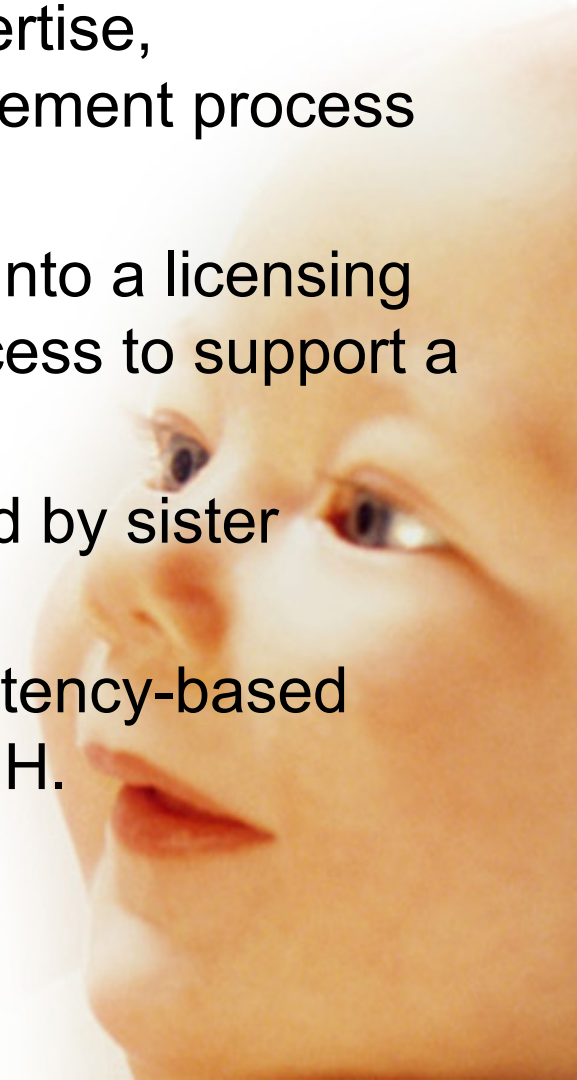 ertise,
ement process
nto a licensing
cess to support a
d by sister
tency-based
H.